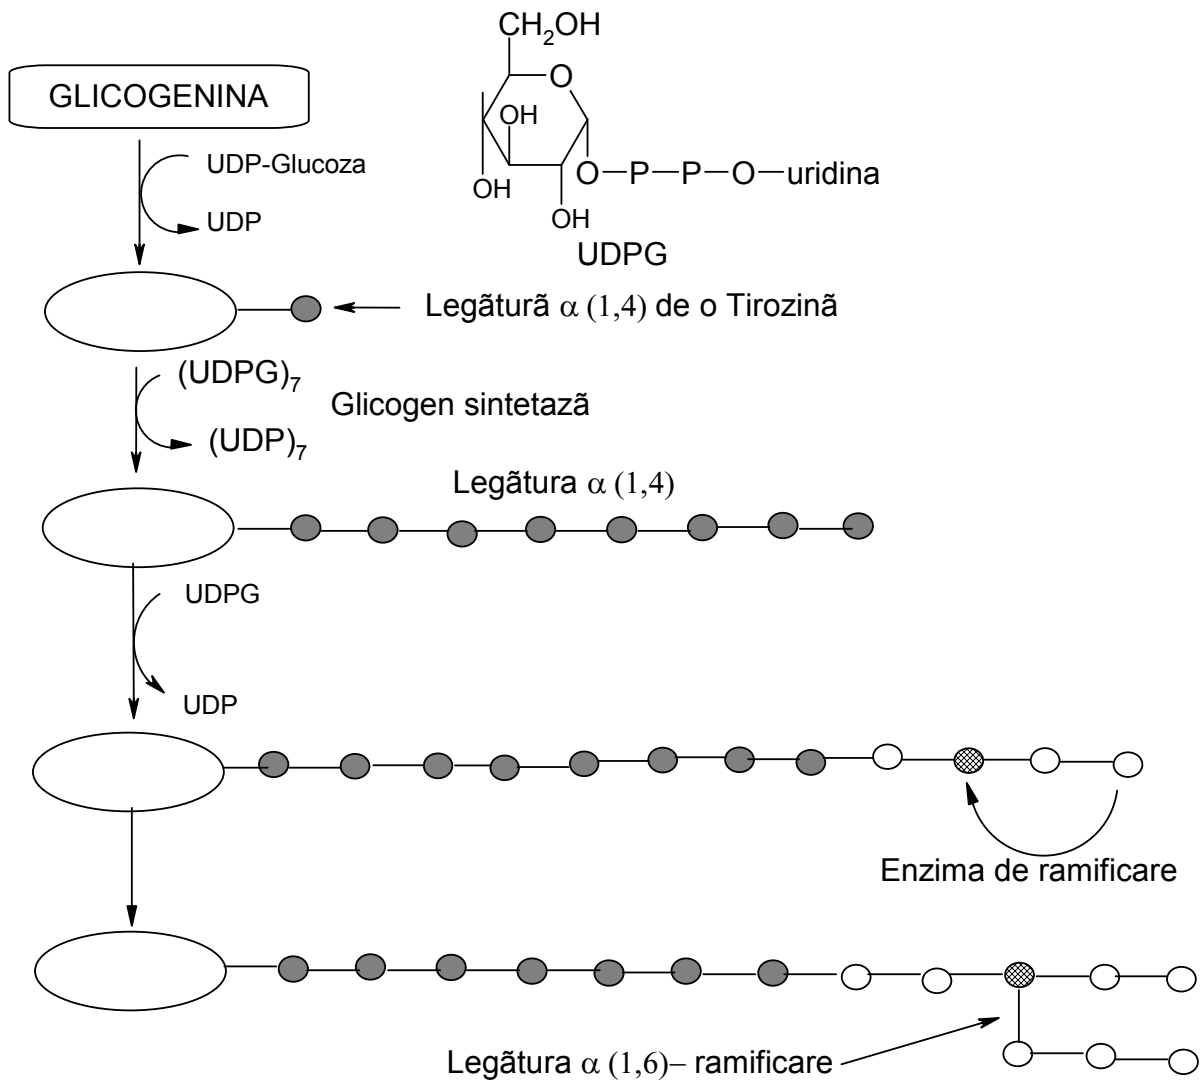 CH2OH
GLICOGENINA
O
OH
UDP-Glucoza
O—P—P—O—uridina
OH
UDP
OH
UDPG
Legãturã α (1,4) de o Tirozinã
(UDPG)7
Glicogen sintetazã
(UDP)7
Legãtura α (1,4)
UDPG
UDP
Enzima de ramificare
Legãtura α (1,6)– ramificare